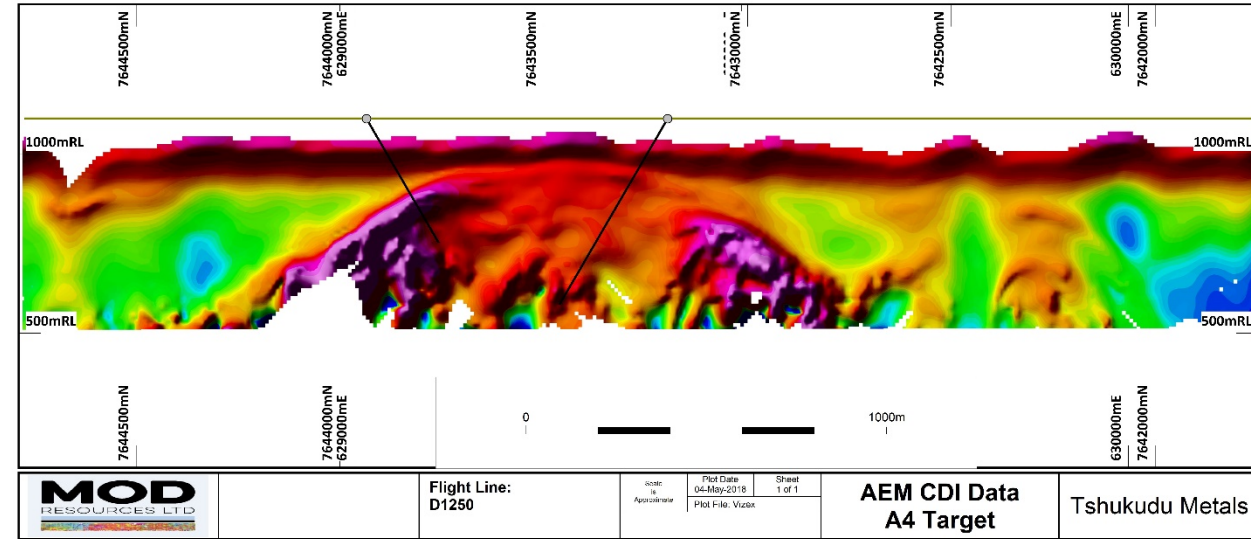 7644500mN
7644000mN
629000mE
7643500mN
7643000mN
7642500mN
630000mE
7642000mN
1000mRL
1000mRL
500mRL
500mRL
7644500mN
7644000mN
629000mE
0
1000m
630000mE
7642000mN
MOD
RESOURCES LTD
Flight Line:
D1250
Scale
is
Approximate
Plot Date
04-May-2018
Sheet
1 of 1
Plot File: Vizex
AEM CDI Data
A4 Target
Tshukudu Metals